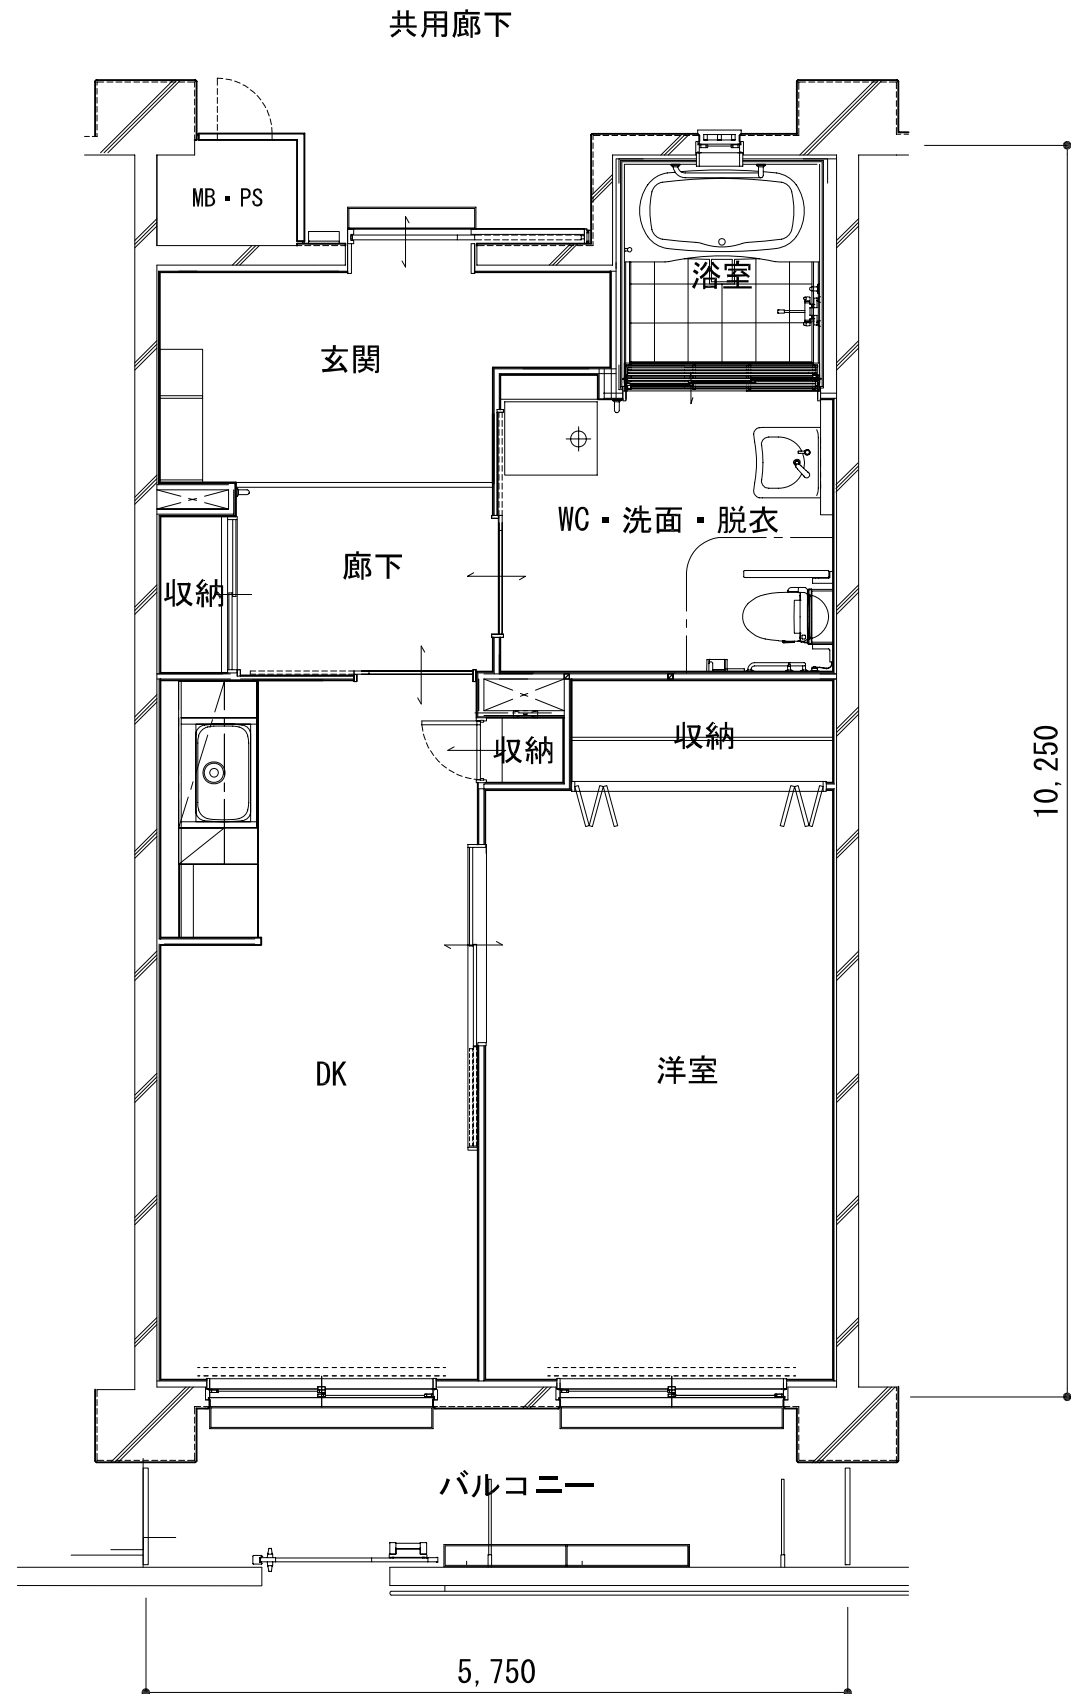 共用廊下
MB・PS
浴室
玄関
WC・洗面・脱衣
廊下
収納
収納
収納
10,250
DK
洋室
バルコニー
5,750